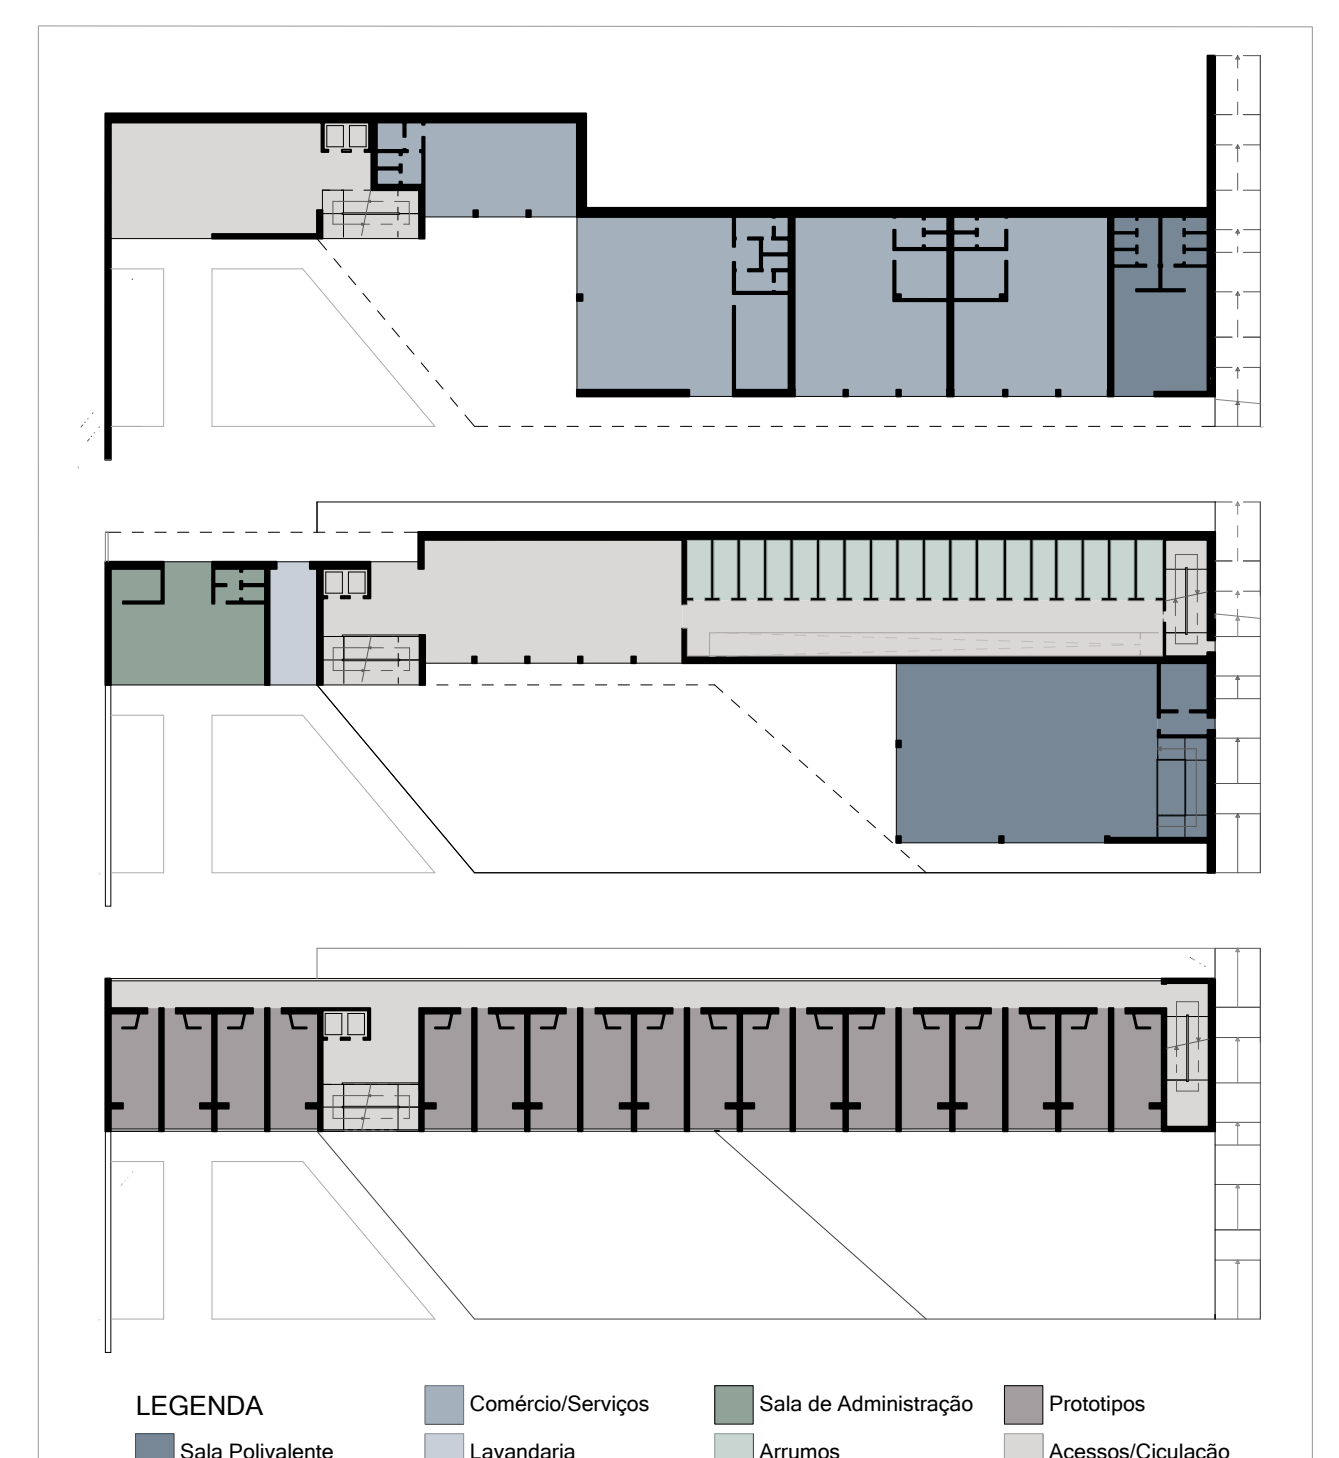 LEGENDA
Comércio/Serviços
Sala de Administração
Prototipos
Sala Polivalente
Lavandaria
Arrumos
Acessos/Ciculação